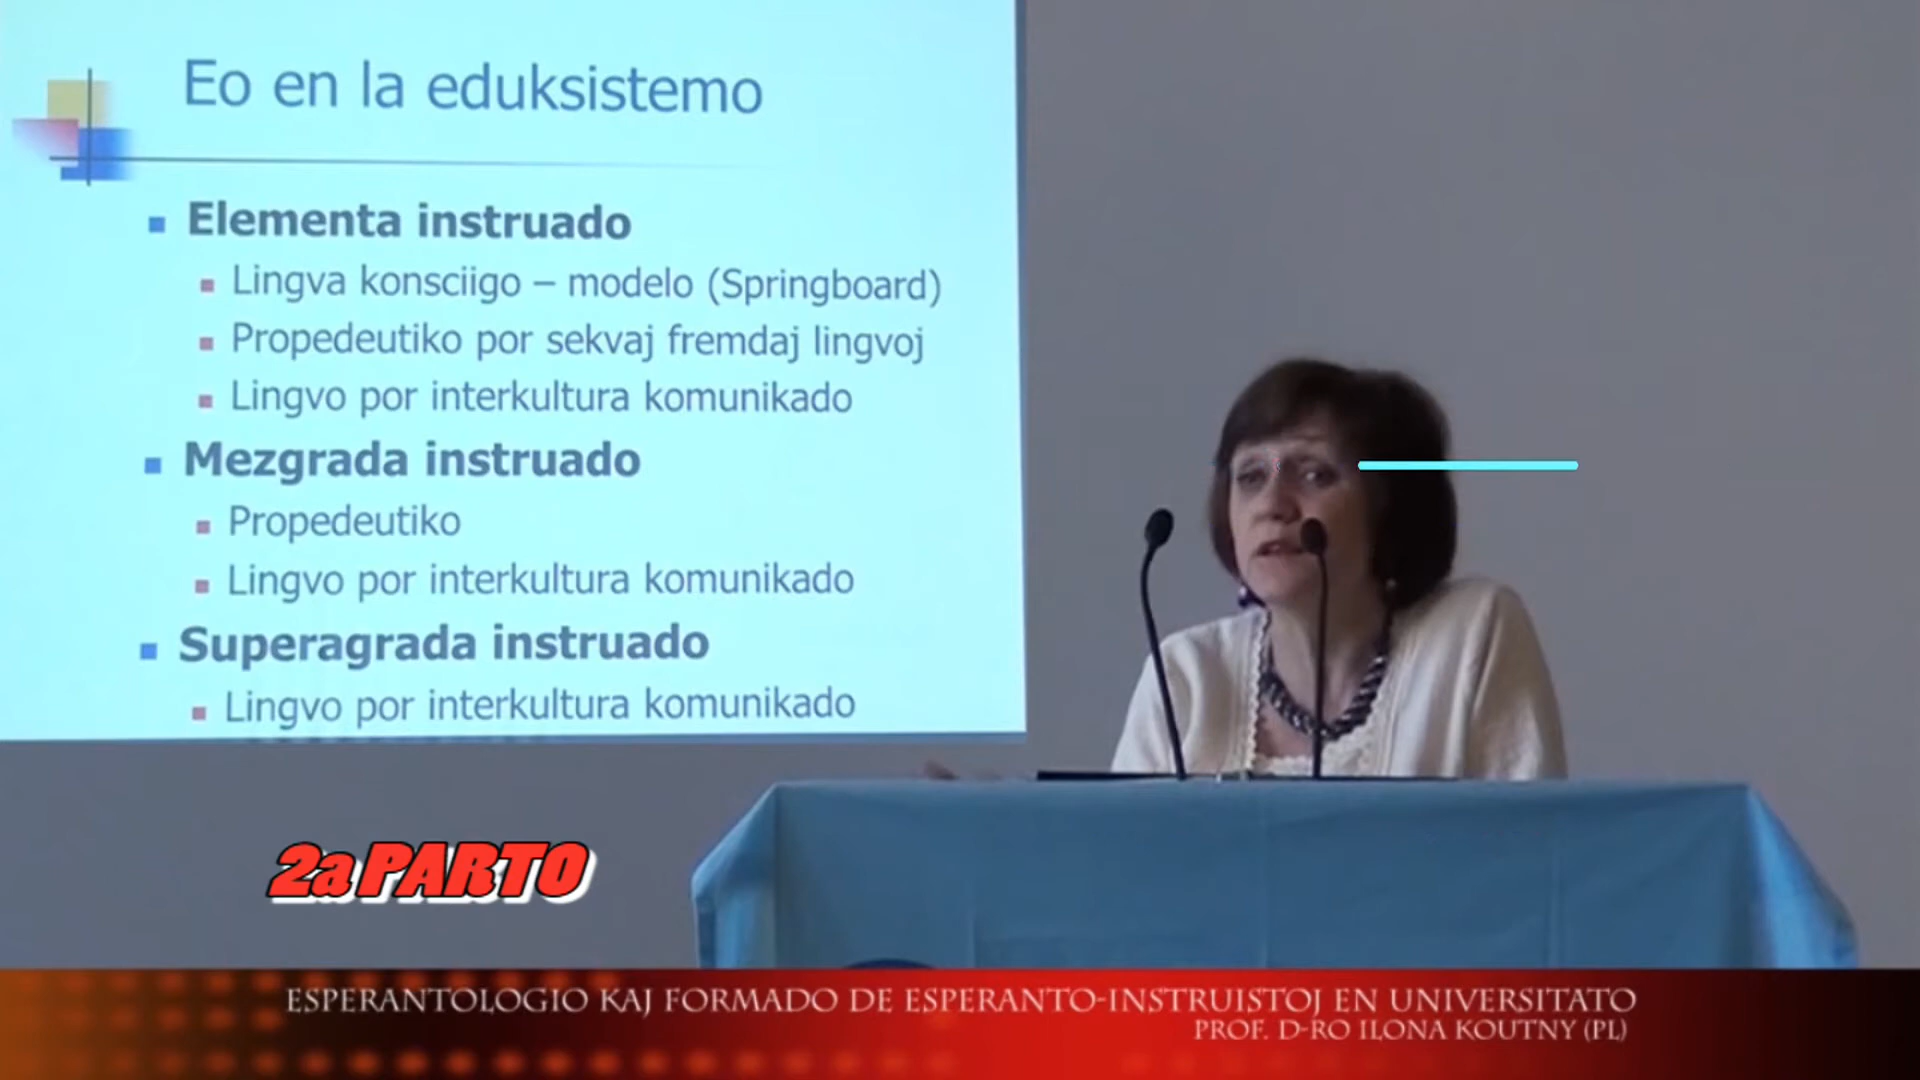 Eo en la eduksistemo
Elementa instruado
Lingva konsciigo – modelo (Springboard)
Propedeutiko por sekvaj fremdaj lingvoj
Lingvo por interkultura komunikado
Mezgrada instruado
Propedeutiko
Lingvo por interkultura komunikado
Superagrada instruado
Lingvo por interkultura komunikado
2a PARTO
ESPERANTOLOGIO KAJ FORMADO DE ESPERANTO-INSTRUISTOJ EN UNIVERSITATO
PROF. D-RO ILONA KOUTNY (PL)